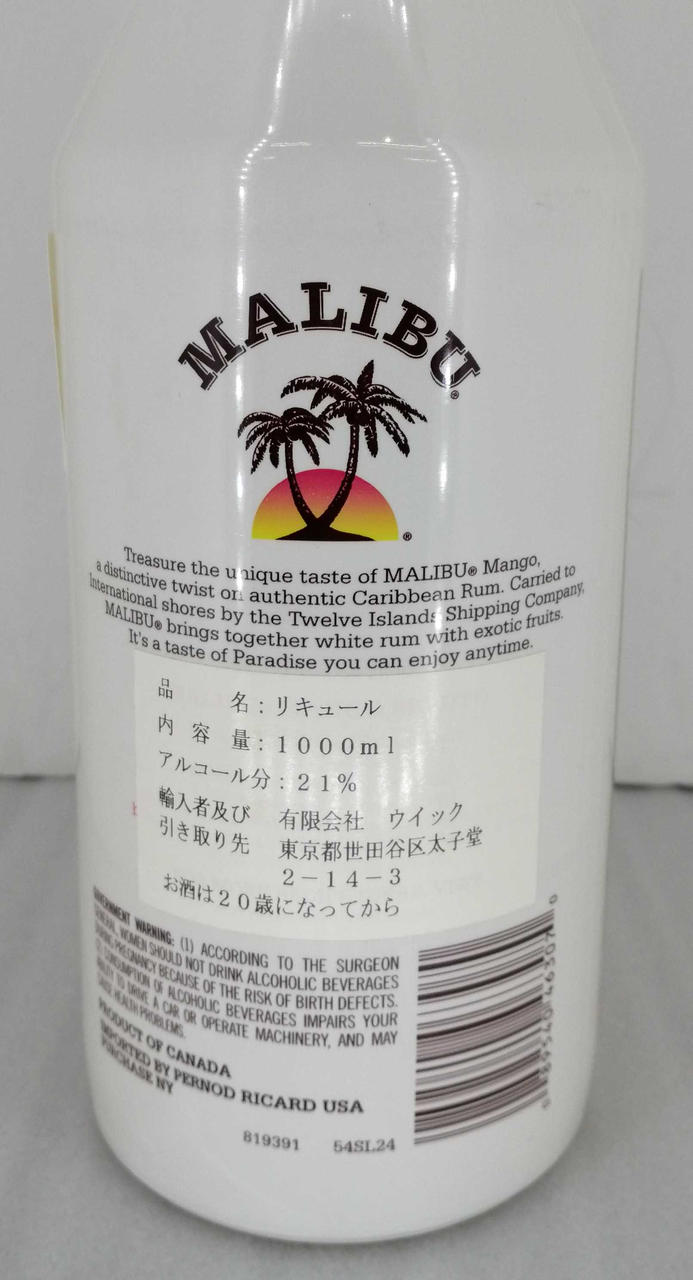 MALIBU®
®
Treasure the unique taste of MALIBU® Mango,
a distinctive twist on authentic Caribbean Rum. Carried to
International shores by the Twelve Islands Shipping Company,
MALIBU® brings together white rum with exotic fruits.
It's a taste of Paradise you can enjoy anytime.
品 名：リキュール
内 容 量：１０００ml
アルコール分：２１％
輸入者及び 有限会社 ウイック
引き取り先 東京都世田谷区太子堂
２－１４－３
お酒は２０歳になってから
GOVERNMENT WARNING: (1) ACCORDING TO THE SURGEON
GENERAL, WOMEN SHOULD NOT DRINK ALCOHOLIC BEVERAGES
DURING PREGNANCY BECAUSE OF THE RISK OF BIRTH DEFECTS.
(2) CONSUMPTION OF ALCOHOLIC BEVERAGES IMPAIRS YOUR
ABILITY TO DRIVE A CAR OR OPERATE MACHINERY, AND MAY
CAUSE HEALTH PROBLEMS.
PRODUCT OF CANADA
IMPORTED BY PERNOD RICARD USA
PURCHASE NY
819391 54SL24